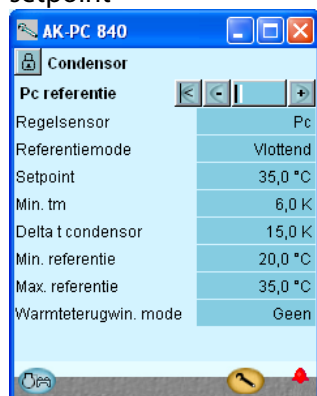 setpoint
AK-PC 840
Condensor
Pc referentie
Regelsensor Pc
Referentiemode Vlottend
Setpoint 35,0 °C
Min. tm 6,0 K
Delta t condensor 15,0 K
Min. referentie 20,0 °C
Max. referentie 35,0 °C
Warmteterugwin. mode Geen